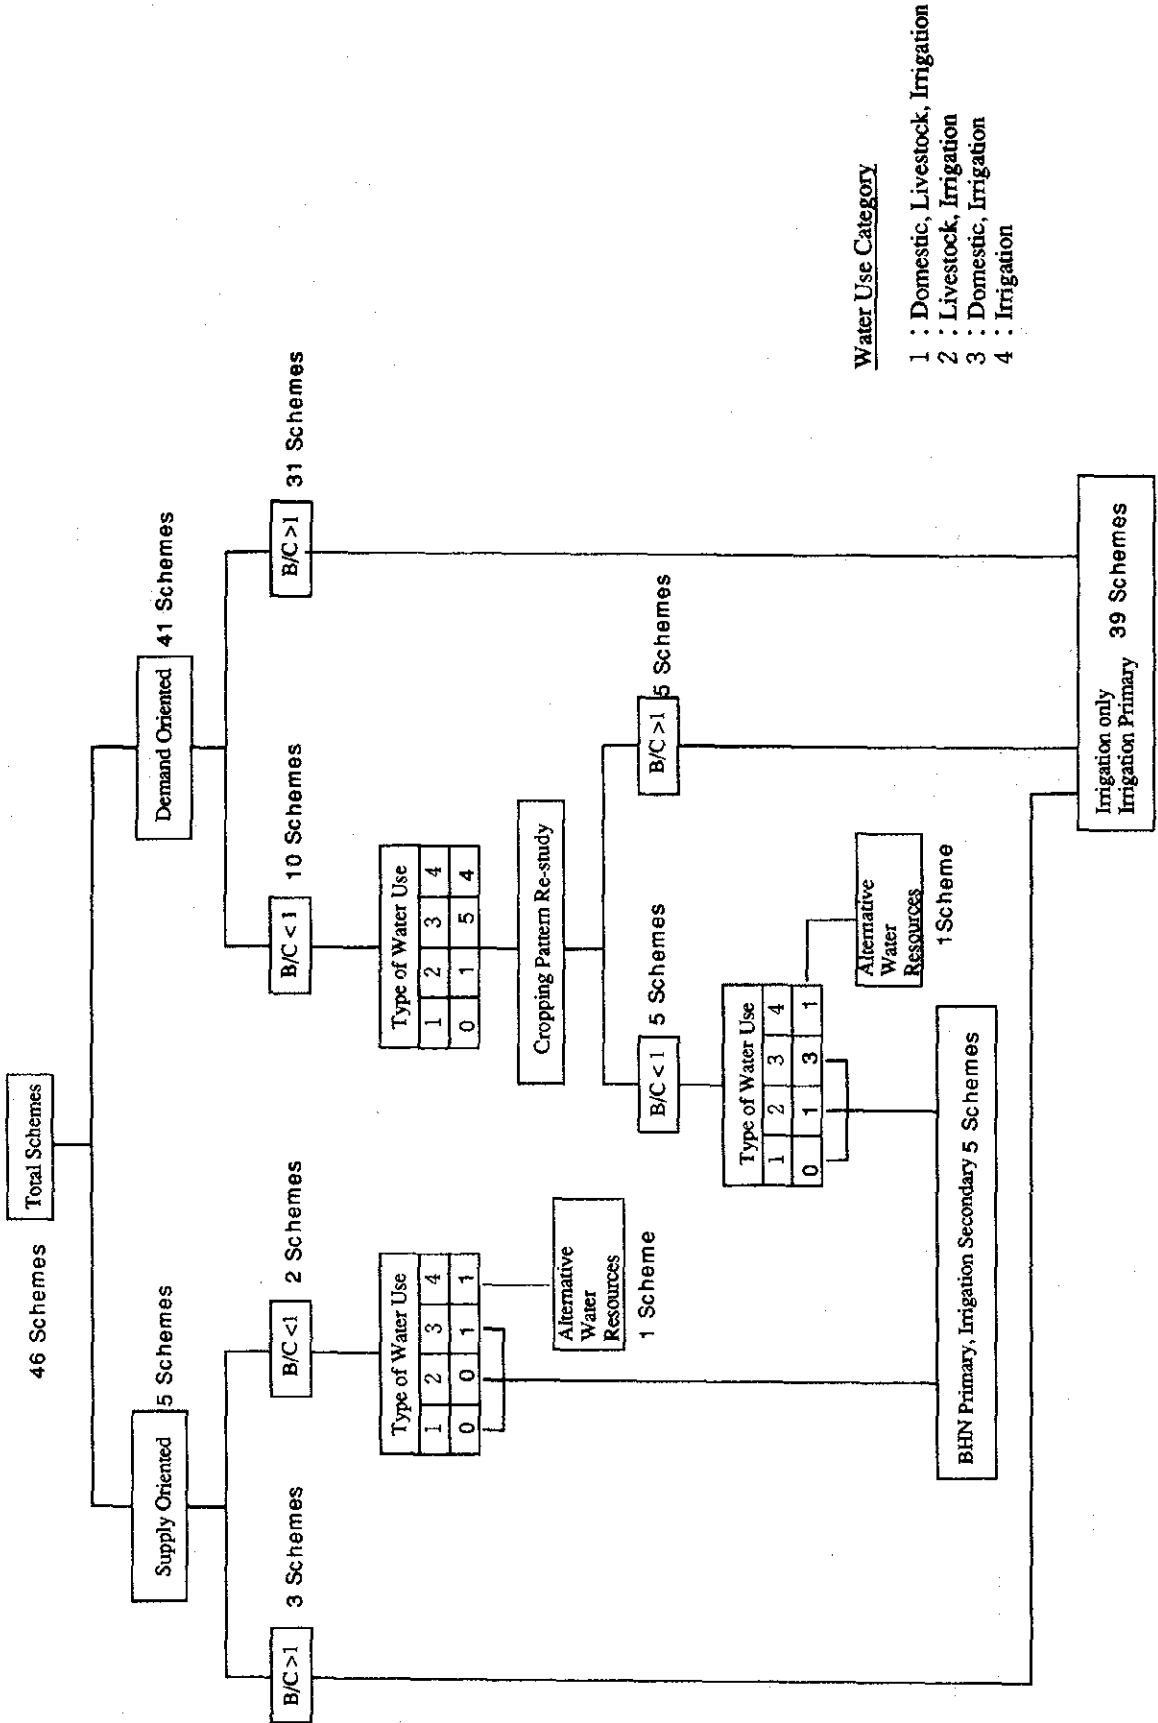 46 Schemes
Total Schemes
Supply Oriented
5 Schemes
Demand Oriented
41 Schemes
B/C >1
3 Schemes
B/C <1
2 Schemes
B/C < 1
10 Schemes
B/C >1
31 Schemes
Type of Water Use
1 2 3 4
0 0 1 1
Type of Water Use
1 2 3 4
0 1 5 4
Cropping Pattern Re-study
Alternative
Water
Resources
1 Scheme
B/C < 1
5 Schemes
B/C >1
5 Schemes
Type of Water Use
1 2 3 4
0 1 3 1
Alternative
Water
Resources
1 Scheme
BHN Primary, Irrigation Secondary 5 Schemes
Irrigation only
Irrigation Primary 39 Schemes
Water Use Category
1 : Domestic, Livestock, Irrigation
2 : Livestock, Irrigation
3 : Domestic, Irrigation
4 : Irrigation